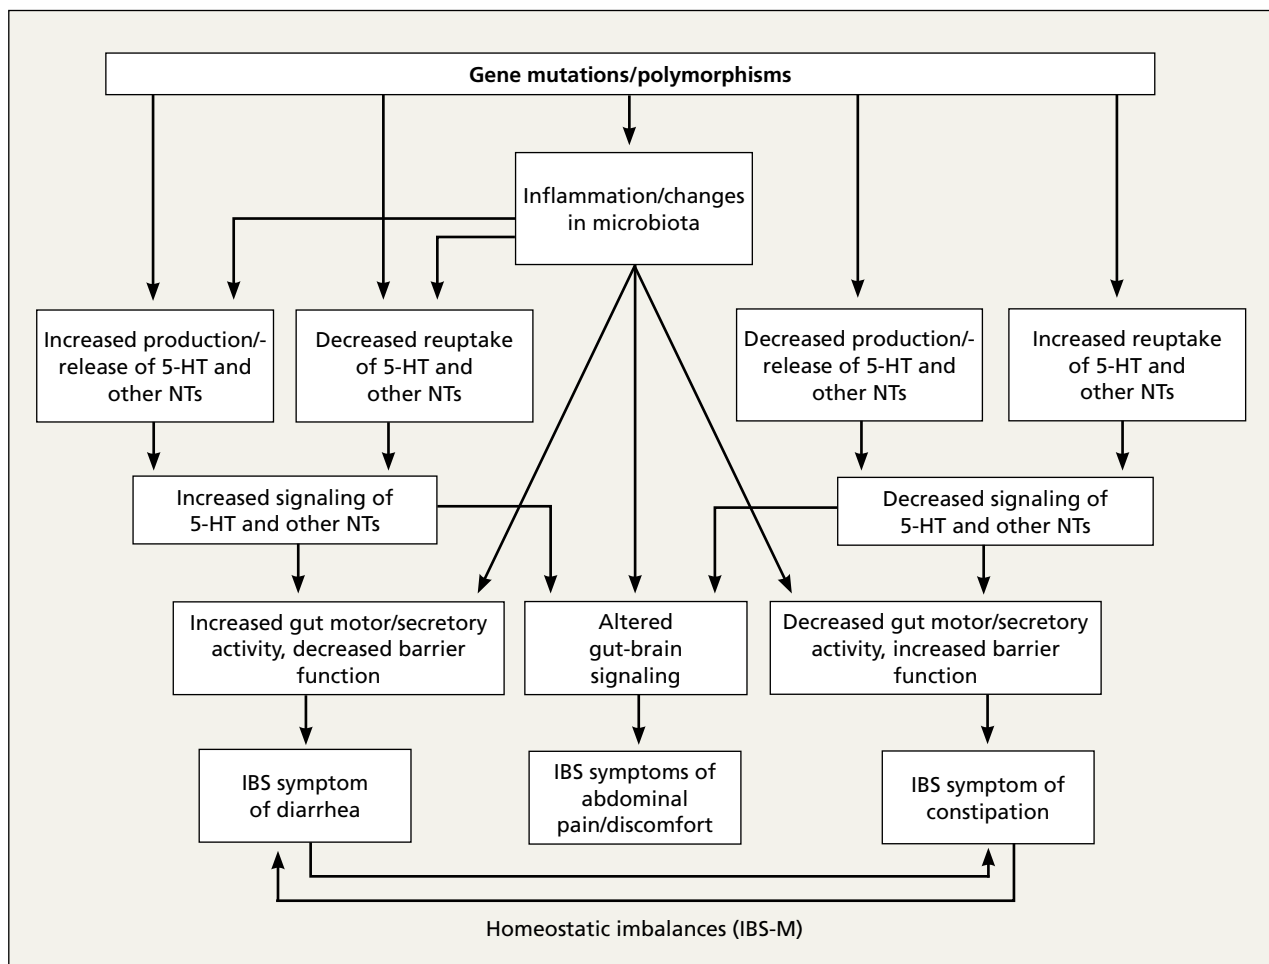 Gene mutations/polymorphisms
Inflammation/changes
in microbiota
Increased production/-
release of 5-HT and
other NTs
Decreased reuptake
of 5-HT and
other NTs
Decreased production/-
release of 5-HT and
other NTs
Increased reuptake
of 5-HT and
other NTs
Increased signaling of
5-HT and other NTs
Decreased signaling of
5-HT and other NTs
Increased gut motor/secretory
activity, decreased barrier
function
Altered
gut-brain
signaling
Decreased gut motor/secretory
activity, increased barrier
function
IBS symptom
of diarrhea
IBS symptoms of
abdominal
pain/discomfort
IBS symptom of
constipation
Homeostatic imbalances (IBS-M)